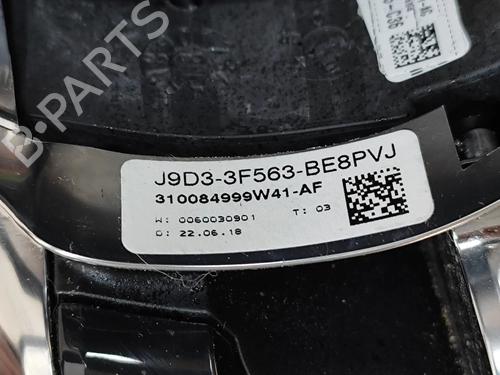 B-PARTS
J9D3-3F563-BE8PVJ
310084999W41-AF
W: 0060030901 T: 03
D: 22.06.18